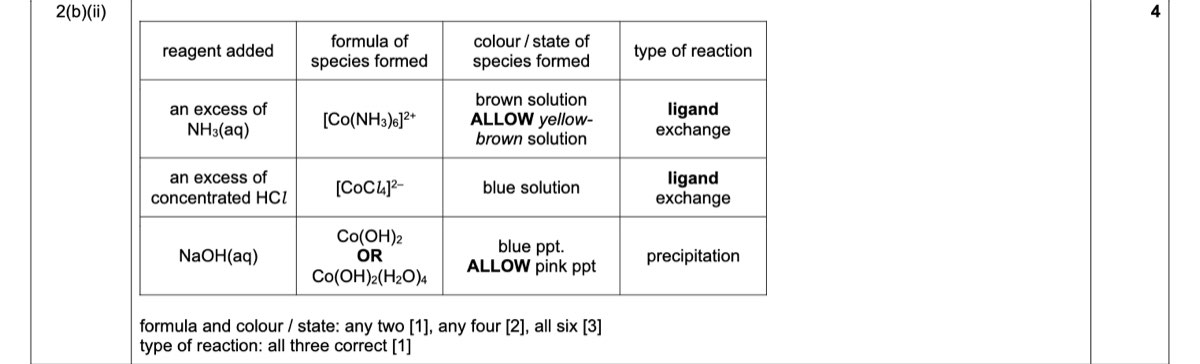 2(b)(ii)
4
reagent added
formula of
species formed
colour / state of
species formed
type of reaction
an excess of
NH₃(aq)
[Co(NH₃)₆]²⁺
brown solution
ALLOW yellow-
brown solution
ligand
exchange
an excess of
concentrated HCl
[CoCl₄]²⁻
blue solution
ligand
exchange
NaOH(aq)
Co(OH)₂
OR
Co(OH)₂(H₂O)₄
blue ppt.
ALLOW pink ppt
precipitation
formula and colour / state: any two [1], any four [2], all six [3]
type of reaction: all three correct [1]